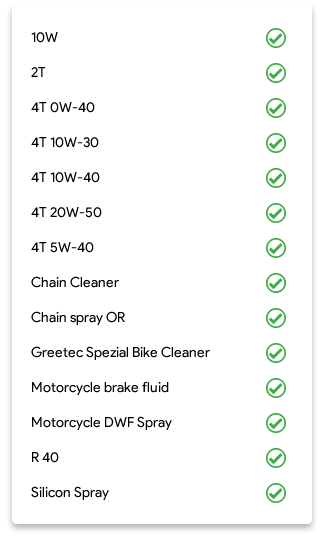 10W
2T
4T 0W-40
4T 10W-30
4T 10W-40
4T 20W-50
4T 5W-40
Chain Cleaner
Chain spray OR
Greetec Spezial Bike Cleaner
Motorcycle brake fluid
Motorcycle DWF Spray
R 40
Silicon Spray